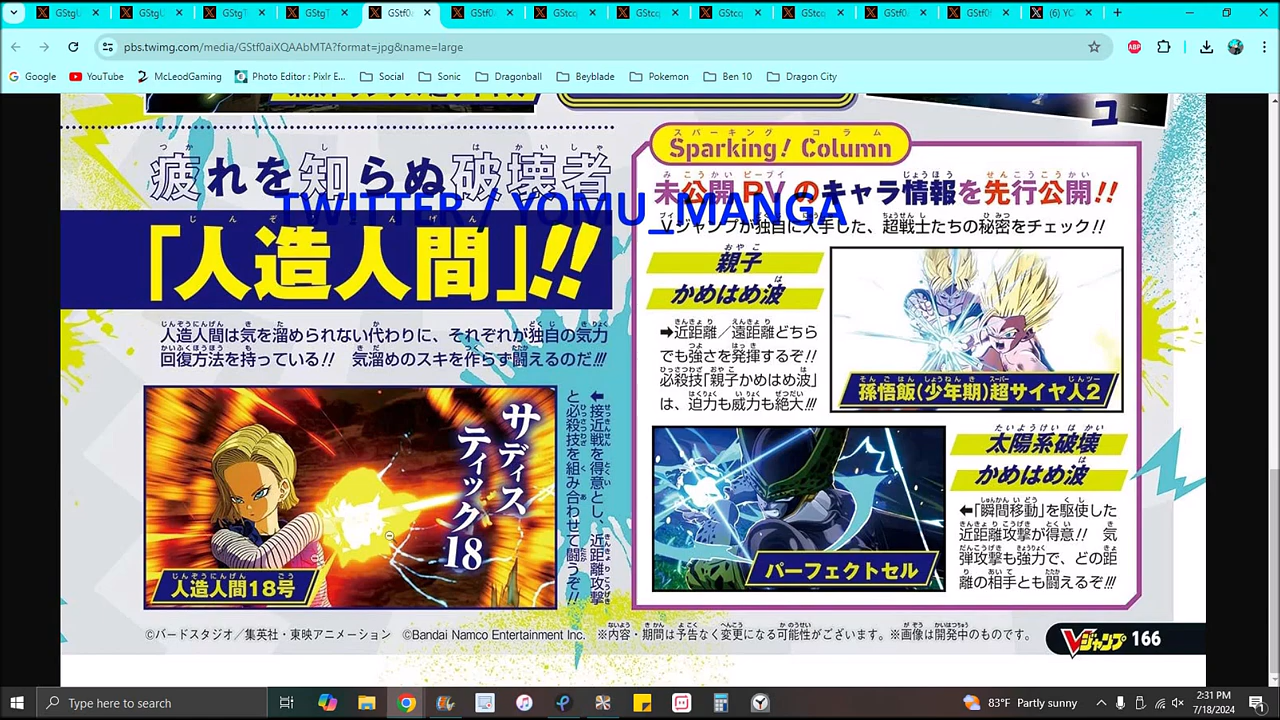 GStgU
GStgU
GStgT
GStgT
GStf0
GStf0
GStcq
GStcq
GStcq
GStcq
GStf0
GStf0
(6) YO
pbs.twimg.com/media/GStf0aiXQAAbMTA?format=jpg&name=large
Google
YouTube
McLeodGaming
Photo Editor : Pixlr E...
Social
Sonic
Dragonball
Beyblade
Pokemon
Ben 10
Dragon City
疲れを知らぬ破壊者
「人造人間」!!
TWITTER / YOMU_MANGA
人造人間は気を溜められない代わりに、それぞれが独自の気力
回復方法を持っている!! 気溜めのスキを作らず闘えるのだ!!!
サディス
ティック18
人造人間18号
⬅接近戦を得意とし、近距離攻撃
と必殺技を組み合わせて闘うぞ!!
Sparking! Column
未公開PVのキャラ情報を先行公開!!
Vジャンプが独自に入手した、超戦士たちの秘密をチェック!!
親子
かめはめ波
➡近距離／遠距離どちら
でも強さを発揮するぞ!!
必殺技「親子かめはめ波」
は、迫力も威力も絶大!!!
孫悟飯(少年期)超サイヤ人2
太陽系破壊
かめはめ波
⬅「瞬間移動」を駆使した
近距離攻撃が得意!! 気
弾攻撃も強力で、どの距
離の相手とも闘えるぞ!!!
パーフェクトセル
©バードスタジオ／集英社・東映アニメーション ©Bandai Namco Entertainment Inc. ※内容・期間は予告なく変更になる可能性がございます。※画像は開発中のものです。
Vジャンプ 166
Type here to search
83°F Partly sunny
2:31 PM
7/18/2024